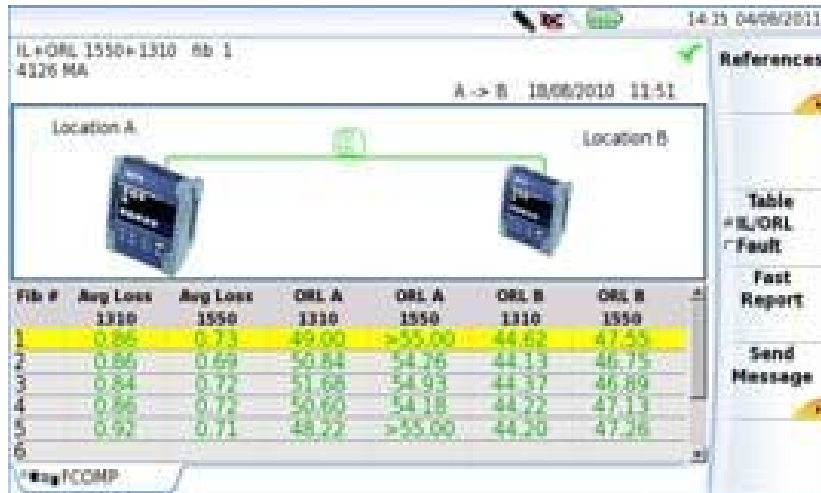 14:25 04/08/2011
IL+ORL 1550+1310 fib 1
4126 MA
A -> B 18/08/2010 11:51
References
Location A
Location B
Table
IL/ORL
Fault
Fast
Report
Send
Message
Fib # Avg Loss 1310 Avg Loss 1550 ORL A 1310 ORL A 1550 ORL B 1310 ORL B 1550
1 0.86 0.73 49.00 >55.00 44.62 47.55
2 0.86 0.69 50.84 54.26 44.13 46.75
3 0.84 0.72 51.68 54.93 44.37 46.89
4 0.86 0.72 50.60 54.18 44.22 47.13
5 0.92 0.71 48.22 >55.00 44.20 47.26
6
FCOMP